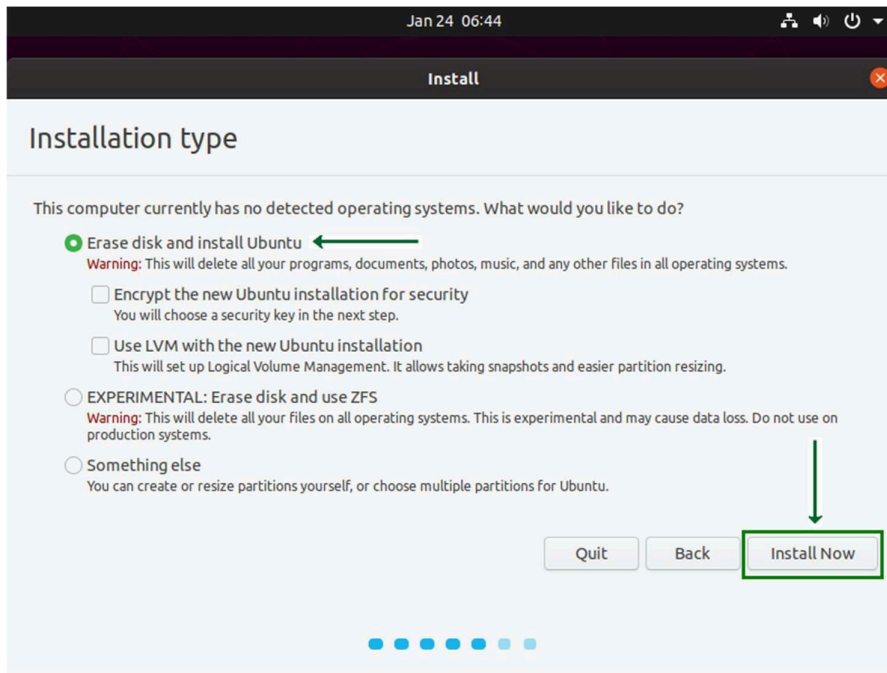 Jan 24 06:44
Install
Installation type
This computer currently has no detected operating systems. What would you like to do?
Erase disk and install Ubuntu
Warning: This will delete all your programs, documents, photos, music, and any other files in all operating systems.
Encrypt the new Ubuntu installation for security
You will choose a security key in the next step.
Use LVM with the new Ubuntu installation
This will set up Logical Volume Management. It allows taking snapshots and easier partition resizing.
EXPERIMENTAL: Erase disk and use ZFS
Warning: This will delete all your files on all operating systems. This is experimental and may cause data loss. Do not use on
production systems.
Something else
You can create or resize partitions yourself, or choose multiple partitions for Ubuntu.
Quit Back Install Now